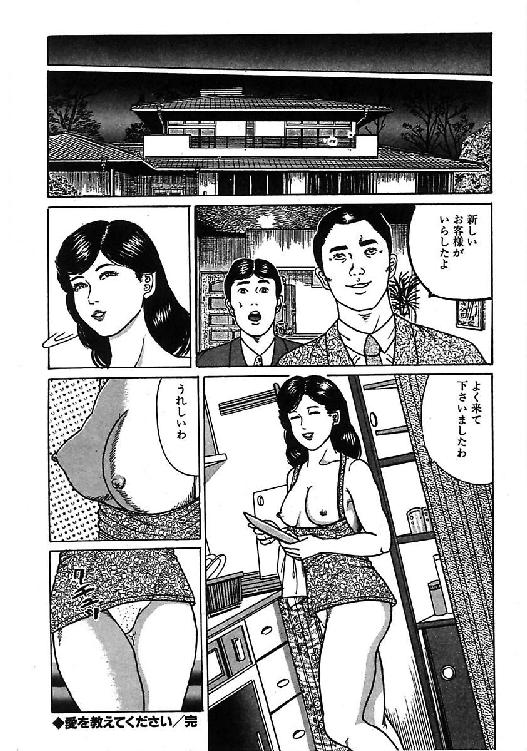 新しい
お客様が
いらしたよ
よく来て
下さいましたわ
うれしいわ
◆愛を教えてください/完